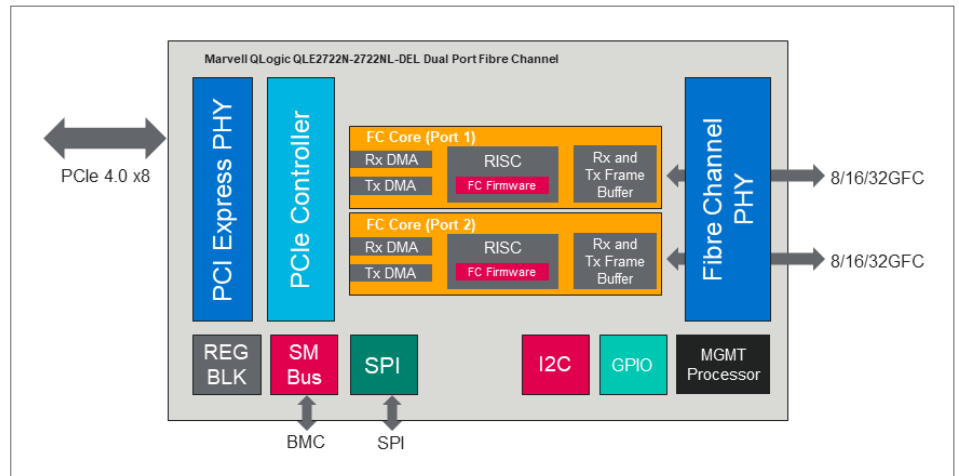 Marvell QLogic QLE2722N-2722NL-DEL Dual Port Fibre Channel
PCIe 4.0 x8
PCI Express PHY
PCIe Controller
FC Core (Port 1)
Rx DMA
Tx DMA
RISC
FC Firmware
Rx and
Tx Frame
Buffer
FC Core (Port 2)
Rx DMA
Tx DMA
RISC
FC Firmware
Rx and
Tx Frame
Buffer
Fibre Channel
PHY
8/16/32GFC
8/16/32GFC
REG
BLK
SM
Bus
SPI
I2C
GPIO
MGMT
Processor
BMC
SPI